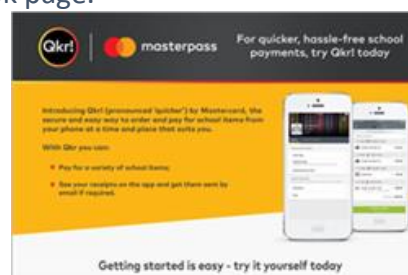 k page.
Qkr!
masterpass
For quicker, hassle-free school
payments, try Qkr! today
Introducing Qkr! (pronounced 'quicker') by Mastercard, the
secure and easy way to order and pay for school items from
your phone at a time and place that suits you.
With Qkr you can:
Pay for a variety of school items;
See your receipts on the app and get them sent by
email if required.
Getting started is easy - try it yourself today